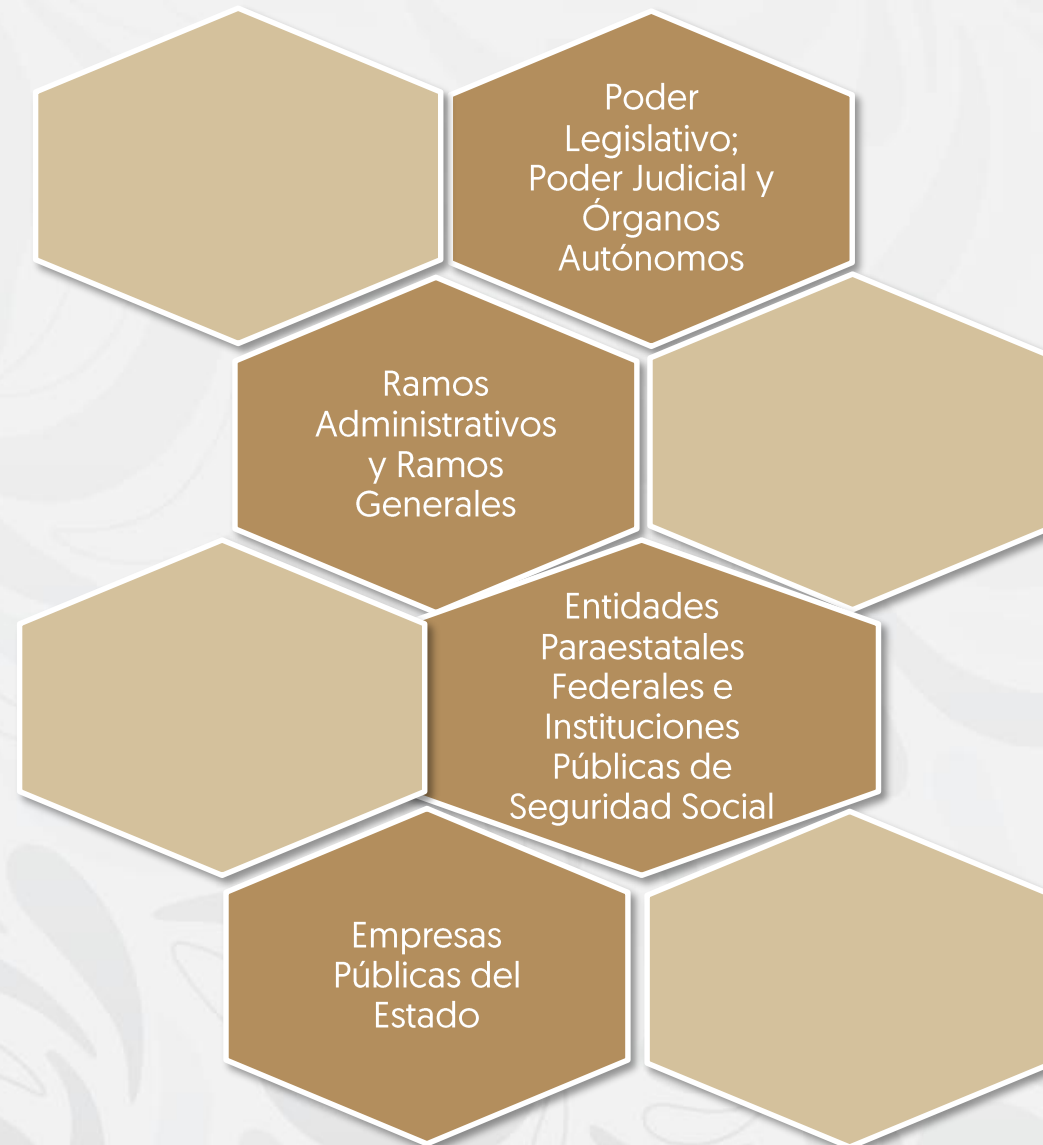 Poder
Legislativo;
Poder Judicial y
Órganos
Autónomos
Ramos
Administrativos
y Ramos
Generales
Entidades
Paraestatales
Federales e
Instituciones
Públicas de
Seguridad Social
Empresas
Públicas del
Estado